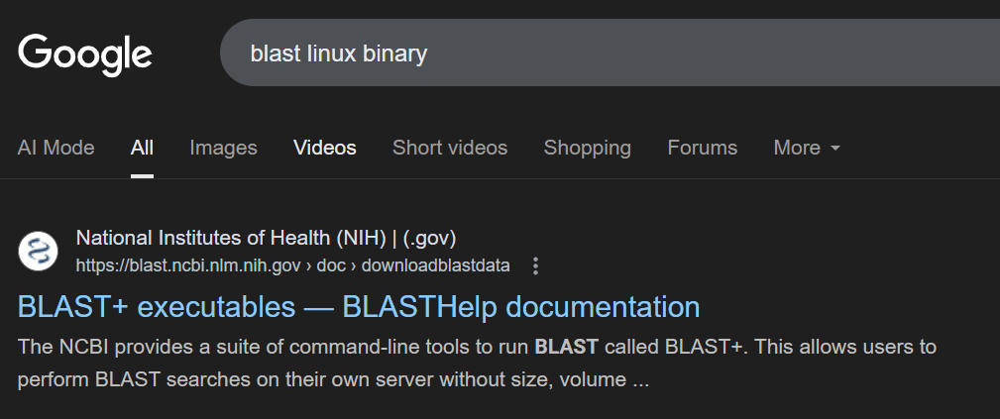 Google
blast linux binary
AI Mode All Images Videos Short videos Shopping Forums More
National Institutes of Health (NIH) | (.gov)
https://blast.ncbi.nlm.nih.gov › doc › downloadblastdata
BLAST+ executables — BLASTHelp documentation
The NCBI provides a suite of command-line tools to run BLAST called BLAST+. This allows users to
perform BLAST searches on their own server without size, volume ...